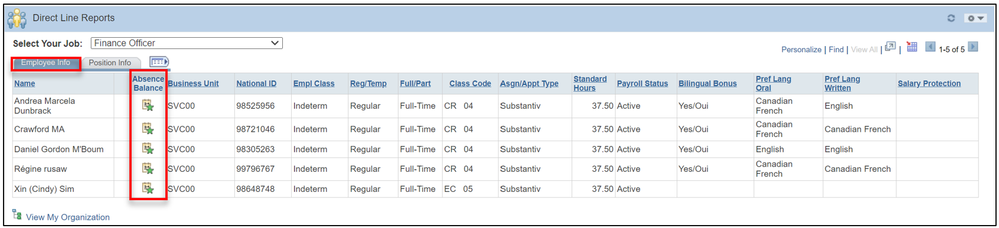 Direct Line Reports
Select Your Job: Finance Officer
Personalize | Find | View All | | 1-5 of 5
Employee Info Position Info
Name Absence Balance Business Unit National ID Empl Class Reg/Temp Full/Part Class Code Asgn/Appt Type Standard Hours Payroll Status Bilingual Bonus Pref Lang Oral Pref Lang Written Salary Protection
Andrea Marcela Dunbrack SVC00 98525956 Indeterm Regular Full-Time CR 04 Substantiv 37.50 Active Yes/Oui Canadian French English
Crawford MA SVC00 98721046 Indeterm Regular Full-Time CR 04 Substantiv 37.50 Active Yes/Oui Canadian French Canadian French
Daniel Gordon M'Boum SVC00 98305263 Indeterm Regular Full-Time CR 04 Substantiv 37.50 Active Yes/Oui English English
Régine rusaw SVC00 99796767 Indeterm Regular Full-Time CR 04 Substantiv 37.50 Active Yes/Oui Canadian French Canadian French
Xin (Cindy) Sim SVC00 98648748 Indeterm Regular Full-Time EC 05 Substantiv 37.50 Active
View My Organization